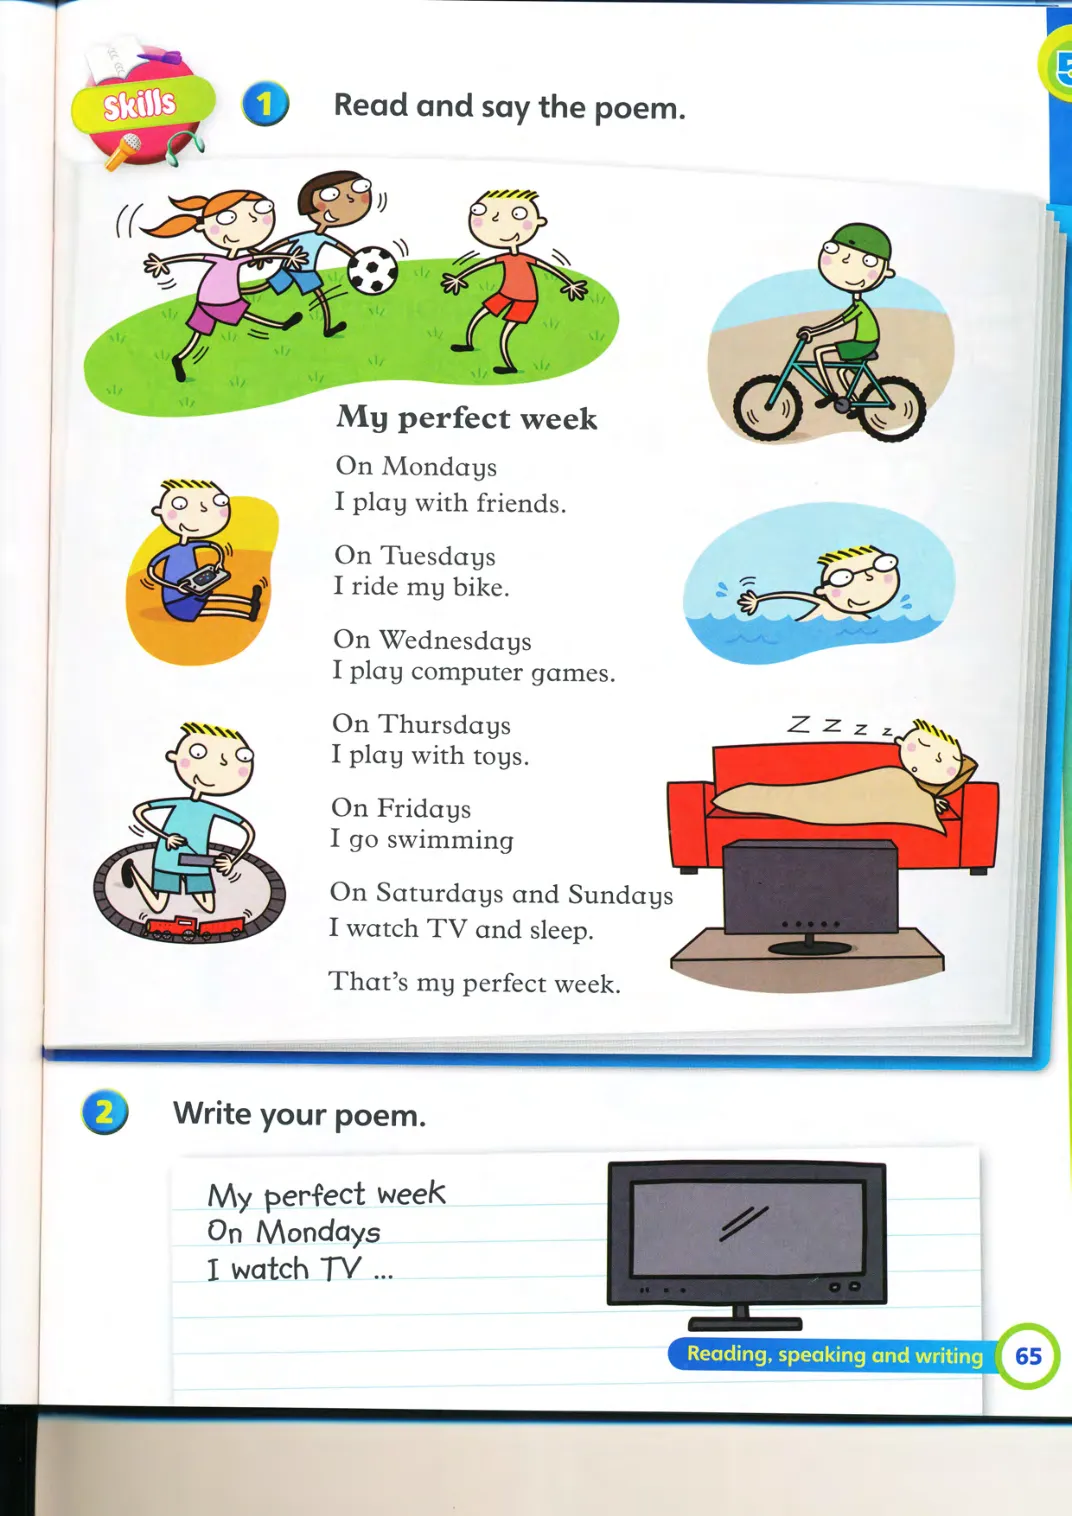 Skills
1 Read and say the poem.
5
My perfect week
On Mondays
I play with friends.
On Tuesdays
I ride my bike.
On Wednesdays
I play computer games.
On Thursdays
I play with toys.
On Fridays
I go swimming
On Saturdays and Sundays
I watch TV and sleep.
That's my perfect week.
Z Z Z Z
2 Write your poem.
My perfect week
On Mondays
I watch TV ...
Reading, speaking and writing 65